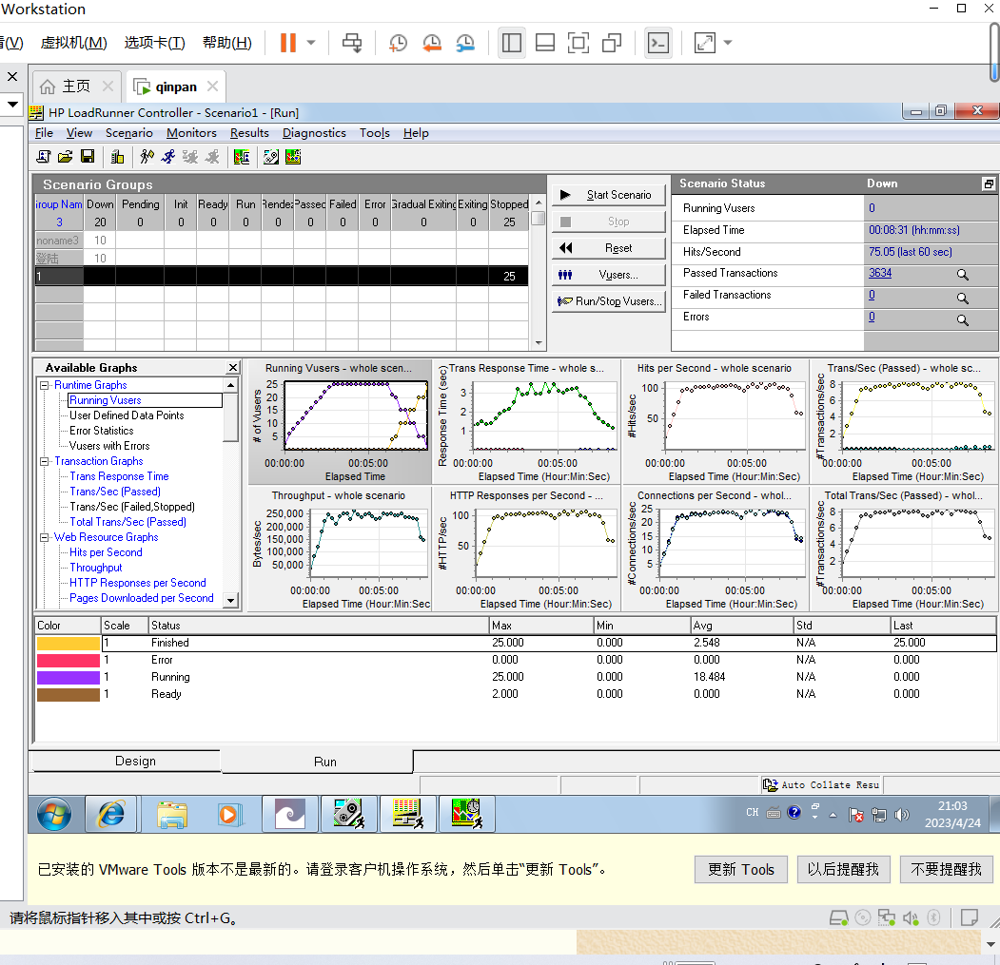 Workstation
看(V) 虚拟机(M) 选项卡(T) 帮助(H)
主页 qinpan
HP LoadRunner Controller - Scenario1 - [Run]
File View Scenario Monitors Results Diagnostics Tools Help
Scenario Groups
Group Nam Down Pending Init Ready Run Rendez Passed Failed Error Gradual Exiting Exiting Stopped
3 20 0 0 0 0 0 0 0 0 0 0 25
noname3 10
登陆 10
1 25
Start Scenario
Stop
Reset
Vusers...
Run/Stop Vusers...
Scenario Status Down
Running Vusers 0
Elapsed Time 00:08:31 (hh:mm:ss)
Hits/Second 75.05 (last 60 sec)
Passed Transactions 3634
Failed Transactions 0
Errors 0
Available Graphs
Runtime Graphs
Running Vusers
User Defined Data Points
Error Statistics
Vusers with Errors
Transaction Graphs
Trans Response Time
Trans/Sec (Passed)
Trans/Sec (Failed,Stopped)
Total Trans/Sec (Passed)
Web Resource Graphs
Hits per Second
Throughput
HTTP Responses per Second
Pages Downloaded per Second
Running Vusers - whole scen...
# of Vusers
25
20
15
10
5
00:00:00 00:05:00
Elapsed Time
Trans Response Time - whole s...
Response Time (sec)
3
2
1
00:00:00 00:05:00
Elapsed Time (Hour:Min:Sec)
Hits per Second - whole scenario
#Hits/sec
100
50
00:00:00 00:05:00
Elapsed Time (Hour:Min:Sec)
Trans/Sec (Passed) - whole sc...
#Transactions/sec
8
6
4
2
00:00:00 00:05:00
Elapsed Time (Hour:Min:Sec)
Throughput - whole scenario
Bytes/sec
250,000
200,000
150,000
100,000
50,000
00:00:00 00:05:00
Elapsed Time (Hour:Min:Sec
HTTP Responses per Second - ...
#HTTP/sec
100
50
00:00:00 00:05:00
Elapsed Time (Hour:Min:Sec)
Connections per Second - whol...
#Connections/sec
25
20
15
10
5
00:00:00 00:05:00
Elapsed Time (Hour:Min:Sec)
Total Trans/Sec (Passed) - whol...
#Transactions/sec
8
6
4
2
00:00:00 00:05:00
Elapsed Time (Hour:Min:Sec)
Color Scale Status Max Min Avg Std Last
1 Finished 25.000 0.000 2.548 N/A 25.000
1 Error 0.000 0.000 0.000 N/A 0.000
1 Running 25.000 0.000 18.484 N/A 0.000
1 Ready 2.000 0.000 0.000 N/A 0.000
Design Run
Auto Collate Resu
CH
21:03
2023/4/24
已安装的 VMware Tools 版本不是最新的。请登录客户机操作系统，然后单击“更新 Tools”。
更新 Tools 以后提醒我 不要提醒我
请将鼠标指针移入其中或按 Ctrl+G。